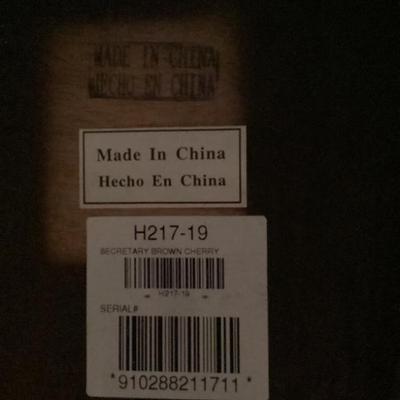 MADE IN CHINA
HECHO EN CHINA
Made In China
Hecho En China
H217-19
SECRETARY BROWN CHERRY
H217-19
SERIAL#
*910288211711*